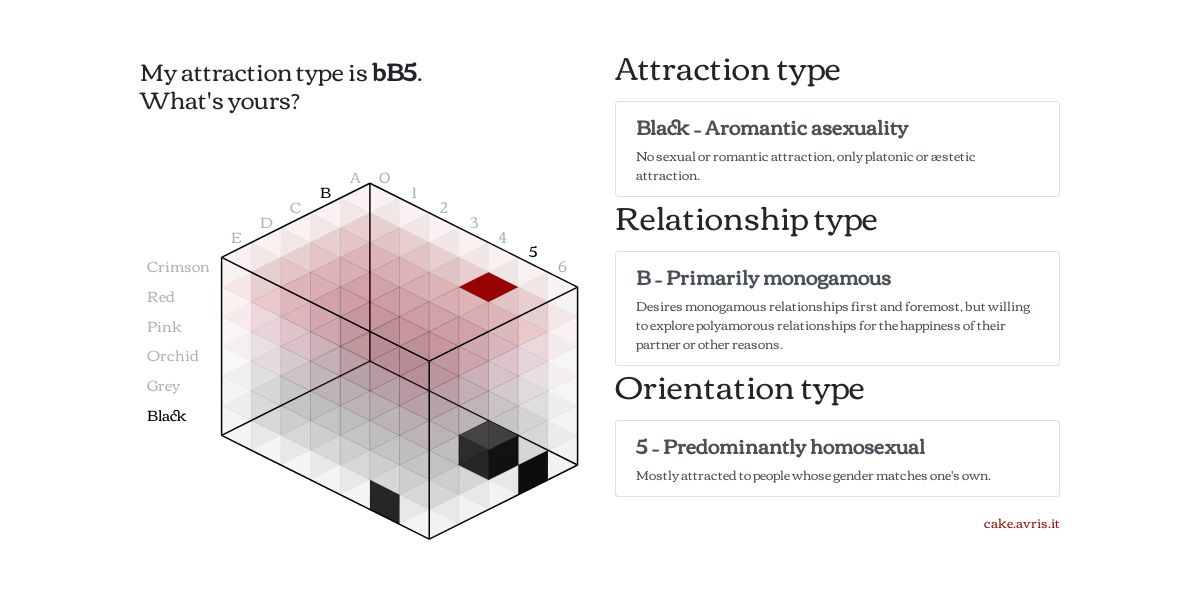 My attraction type is bB5.
What's yours?
A
O
B
1
C
2
D
3
E
4
5
6
Crimson
Red
Pink
Orchid
Grey
Black
Attraction type
Black – Aromantic asexuality
No sexual or romantic attraction, only platonic or æstetic
attraction.
Relationship type
B – Primarily monogamous
Desires monogamous relationships first and foremost, but willing
to explore polyamorous relationships for the happiness of their
partner or other reasons.
Orientation type
5 – Predominantly homosexual
Mostly attracted to people whose gender matches one's own.
cake.avris.it